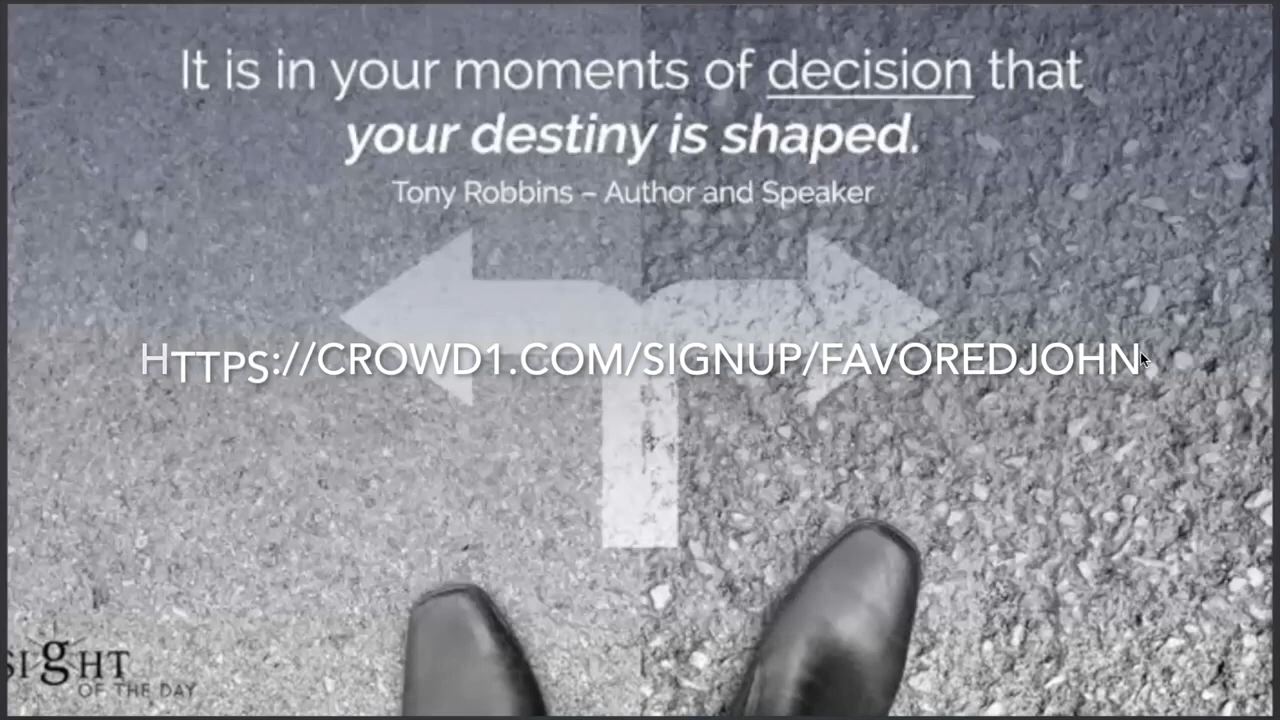 It is in your moments of decision that
your destiny is shaped.
Tony Robbins – Author and Speaker
HTTPS://CROWD1.COM/SIGNUP/FAVOREDJOHN
SIgHT
OF THE DAY